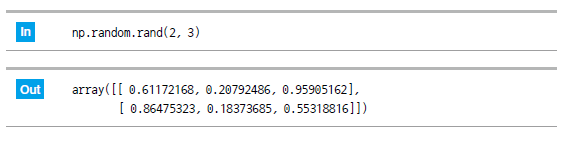 In
np.random.rand(2, 3)
Out
array([[ 0.61172168, 0.20792486, 0.95905162],
[ 0.86475323, 0.18373685, 0.55318816]])